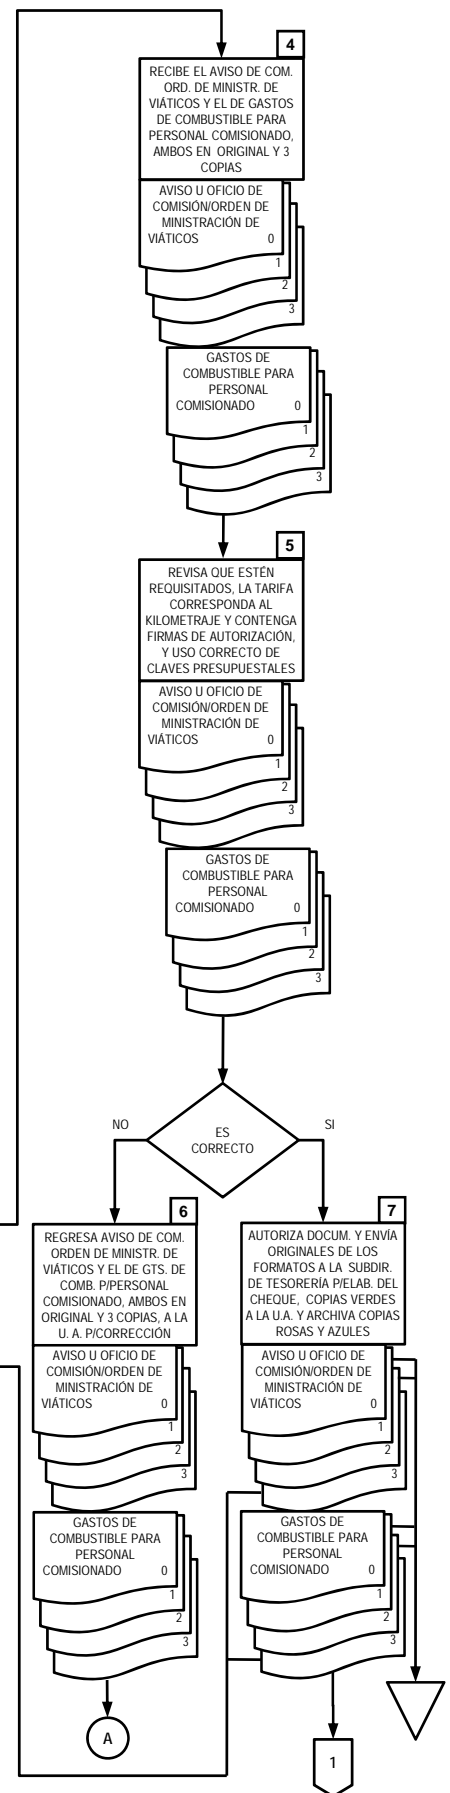 4
RECIBE EL AVISO DE COM.
ORD. DE MINISTR. DE
VIÁTICOS Y EL DE GASTOS
DE COMBUSTIBLE PARA
PERSONAL COMISIONADO,
AMBOS EN ORIGINAL Y 3
COPIAS
AVISO U OFICIO DE
COMISIÓN/ORDEN DE
MINISTRACIÓN DE
VIÁTICOS 0
1
2
3
GASTOS DE
COMBUSTIBLE PARA
PERSONAL
COMISIONADO 0
1
2
3
5
REVISA QUE ESTÉN
REQUISITADOS, LA TARIFA
CORRESPONDA AL
KILOMETRAJE Y CONTENGA
FIRMAS DE AUTORIZACIÓN,
Y USO CORRECTO DE
CLAVES PRESUPUESTALES
AVISO U OFICIO DE
COMISIÓN/ORDEN DE
MINISTRACIÓN DE
VIÁTICOS 0
1
2
3
GASTOS DE
COMBUSTIBLE PARA
PERSONAL
COMISIONADO 0
1
2
3
ES
CORRECTO
NO
SI
6
REGRESA AVISO DE COM.
ORDEN DE MINISTR. DE
VIÁTICOS Y EL DE GTS. DE
COMB. P/PERSONAL
COMISIONADO, AMBOS EN
ORIGINAL Y 3 COPIAS, A LA
U. A. P/CORRECCIÓN
AVISO U OFICIO DE
COMISIÓN/ORDEN DE
MINISTRACIÓN DE
VIÁTICOS 0
1
2
3
GASTOS DE
COMBUSTIBLE PARA
PERSONAL
COMISIONADO 0
1
2
3
A
7
AUTORIZA DOCUM. Y ENVÍA
ORIGINALES DE LOS
FORMATOS A LA SUBDIR.
DE TESORERÍA P/ELAB. DEL
CHEQUE, COPIAS VERDES
A LA U.A. Y ARCHIVA COPIAS
ROSAS Y AZULES
AVISO U OFICIO DE
COMISIÓN/ORDEN DE
MINISTRACIÓN DE
VIÁTICOS 0
1
2
3
GASTOS DE
COMBUSTIBLE PARA
PERSONAL
COMISIONADO 0
1
2
3
1